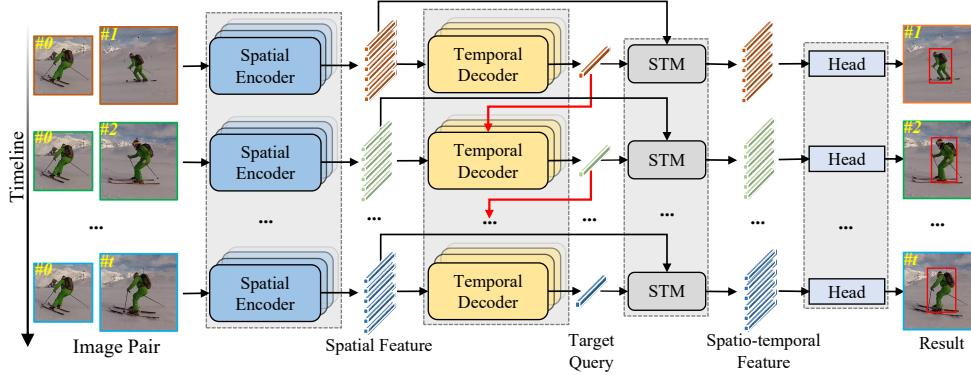 Timeline
#0
#1
Spatial
Encoder
Temporal
Decoder
STM
Head
#1
#0
#2
Spatial
Encoder
Temporal
Decoder
STM
Head
#2
...
...
...
...
...
...
...
...
#0
#t
Spatial
Encoder
Temporal
Decoder
STM
Head
#t
Image Pair
Spatial Feature
Target
Query
Spatio-temporal
Feature
Result